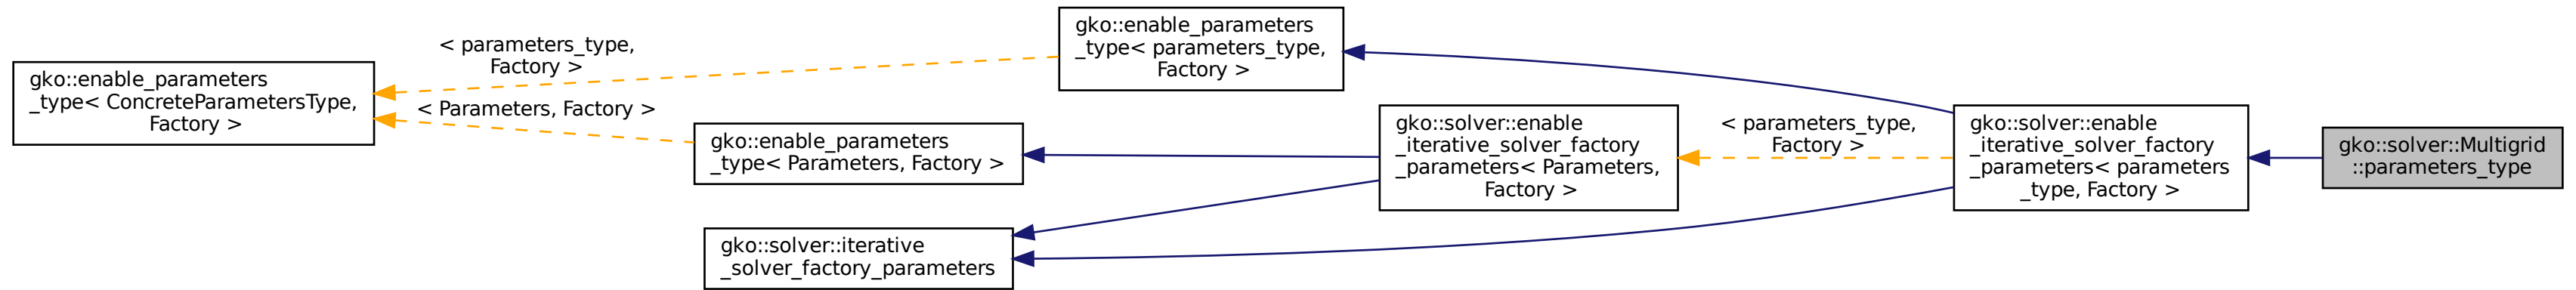 gko::enable_parameters
_type< ConcreteParametersType,
Factory >
< parameters_type,
Factory >
< Parameters, Factory >
gko::enable_parameters
_type< parameters_type,
Factory >
gko::enable_parameters
_type< Parameters, Factory >
gko::solver::iterative
_solver_factory_parameters
gko::solver::enable
_iterative_solver_factory
_parameters< Parameters,
Factory >
< parameters_type,
Factory >
gko::solver::enable
_iterative_solver_factory
_parameters< parameters
_type, Factory >
gko::solver::Multigrid
::parameters_type